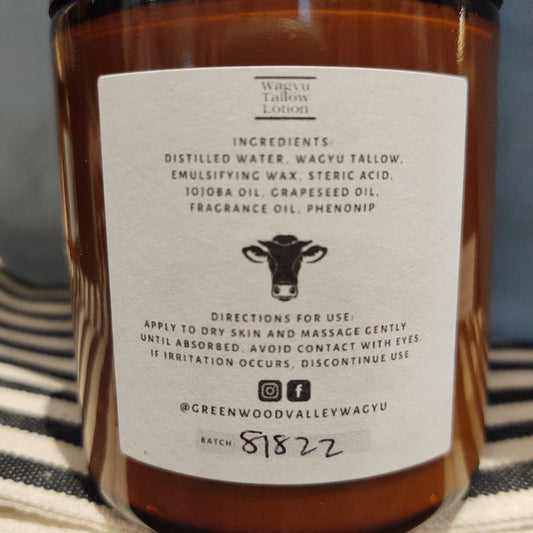 Wagyu
Tallow
Lotion
INGREDIENTS:
DISTILLED WATER, WAGYU TALLOW,
EMULSIFYING WAX, STERIC ACID,
JOJOBA OIL, GRAPESEED OIL,
FRAGRANCE OIL, PHENONIP
DIRECTIONS FOR USE:
APPLY TO DRY SKIN AND MASSAGE GENTLY
UNTIL ABSORBED. AVOID CONTACT WITH EYES.
IF IRRITATION OCCURS, DISCONTINUE USE.
@GREENWOODVALLEYWAGYU
BATCH: 81822